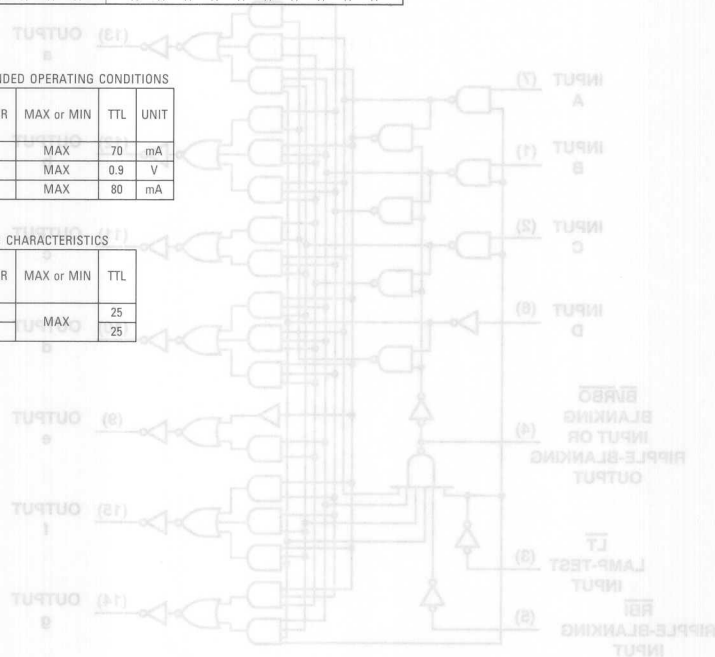 NDED OPERATING CONDITIONS
R MAX or MIN TTL UNIT
MAX 70 mA
MAX 0.9 V
MAX 80 mA
CHARACTERISTICS
R MAX or MIN TTL
MAX 25
25
OUTPUT (13)
a
OUTPUT
OUTPUT
d
OUTPUT (9)
e
OUTPUT (15)
f
OUTPUT (14)
g
(7) INPUT
A
(1) INPUT
B
(2) INPUT
C
(6) INPUT
D
BI/RBO
BLANKING
(4) INPUT OR
RIPPLE-BLANKING
OUTPUT
LT
(3) LAMP-TEST
INPUT
RBI
(5) RIPPLE-BLANKING
INPUT